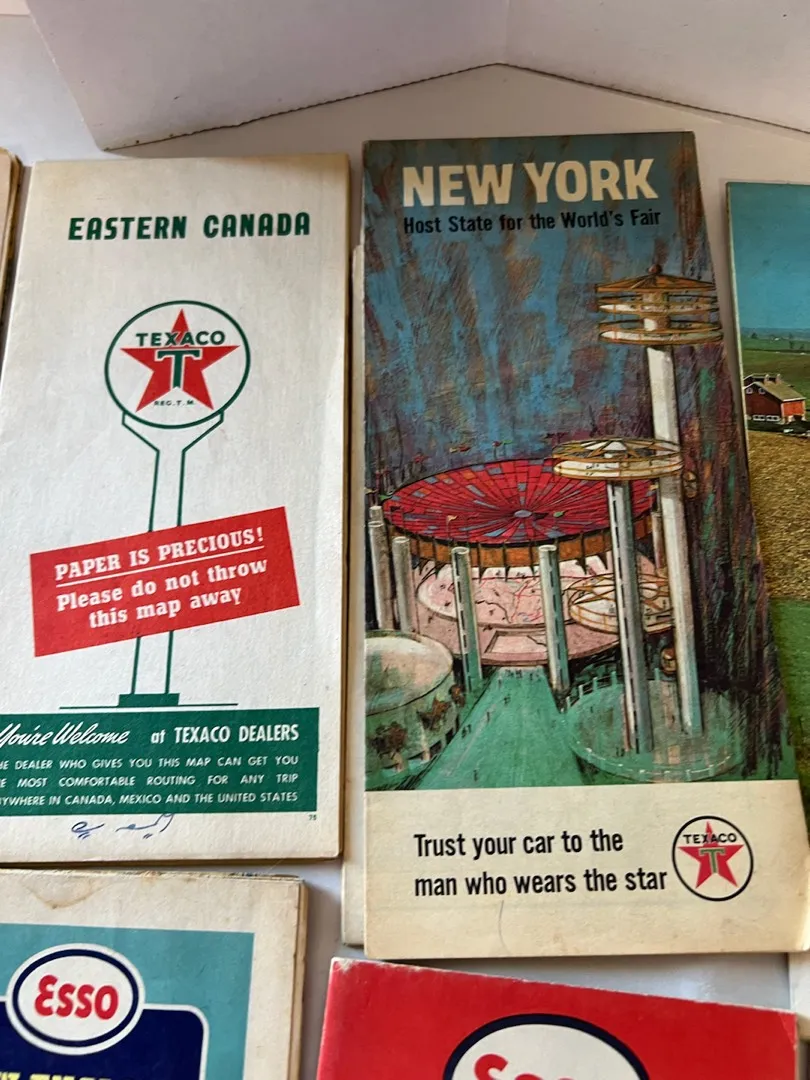 EASTERN CANADA
TEXACO
T
REG. T. M.
PAPER IS PRECIOUS!
Please do not throw
this map away
You're Welcome at TEXACO DEALERS
DEALER WHO GIVES YOU THIS MAP CAN GET YOU
MOST COMFORTABLE ROUTING FOR ANY TRIP
IN CANADA, MEXICO AND THE UNITED STATES
NEW YORK
Host State for the World's Fair
Trust your car to the
man who wears the star
TEXACO
T
Esso